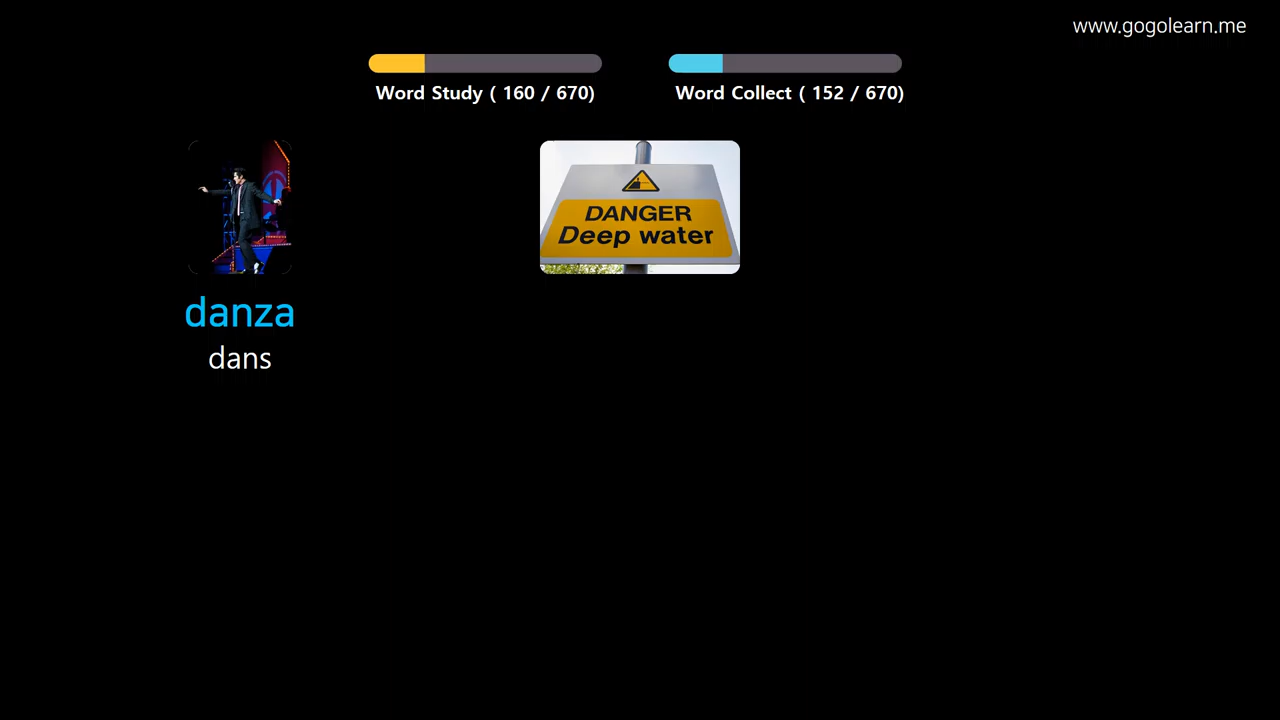 www.gogolearn.me
Word Study ( 160 / 670)
Word Collect ( 152 / 670)
DANGER
Deep water
danza
dans